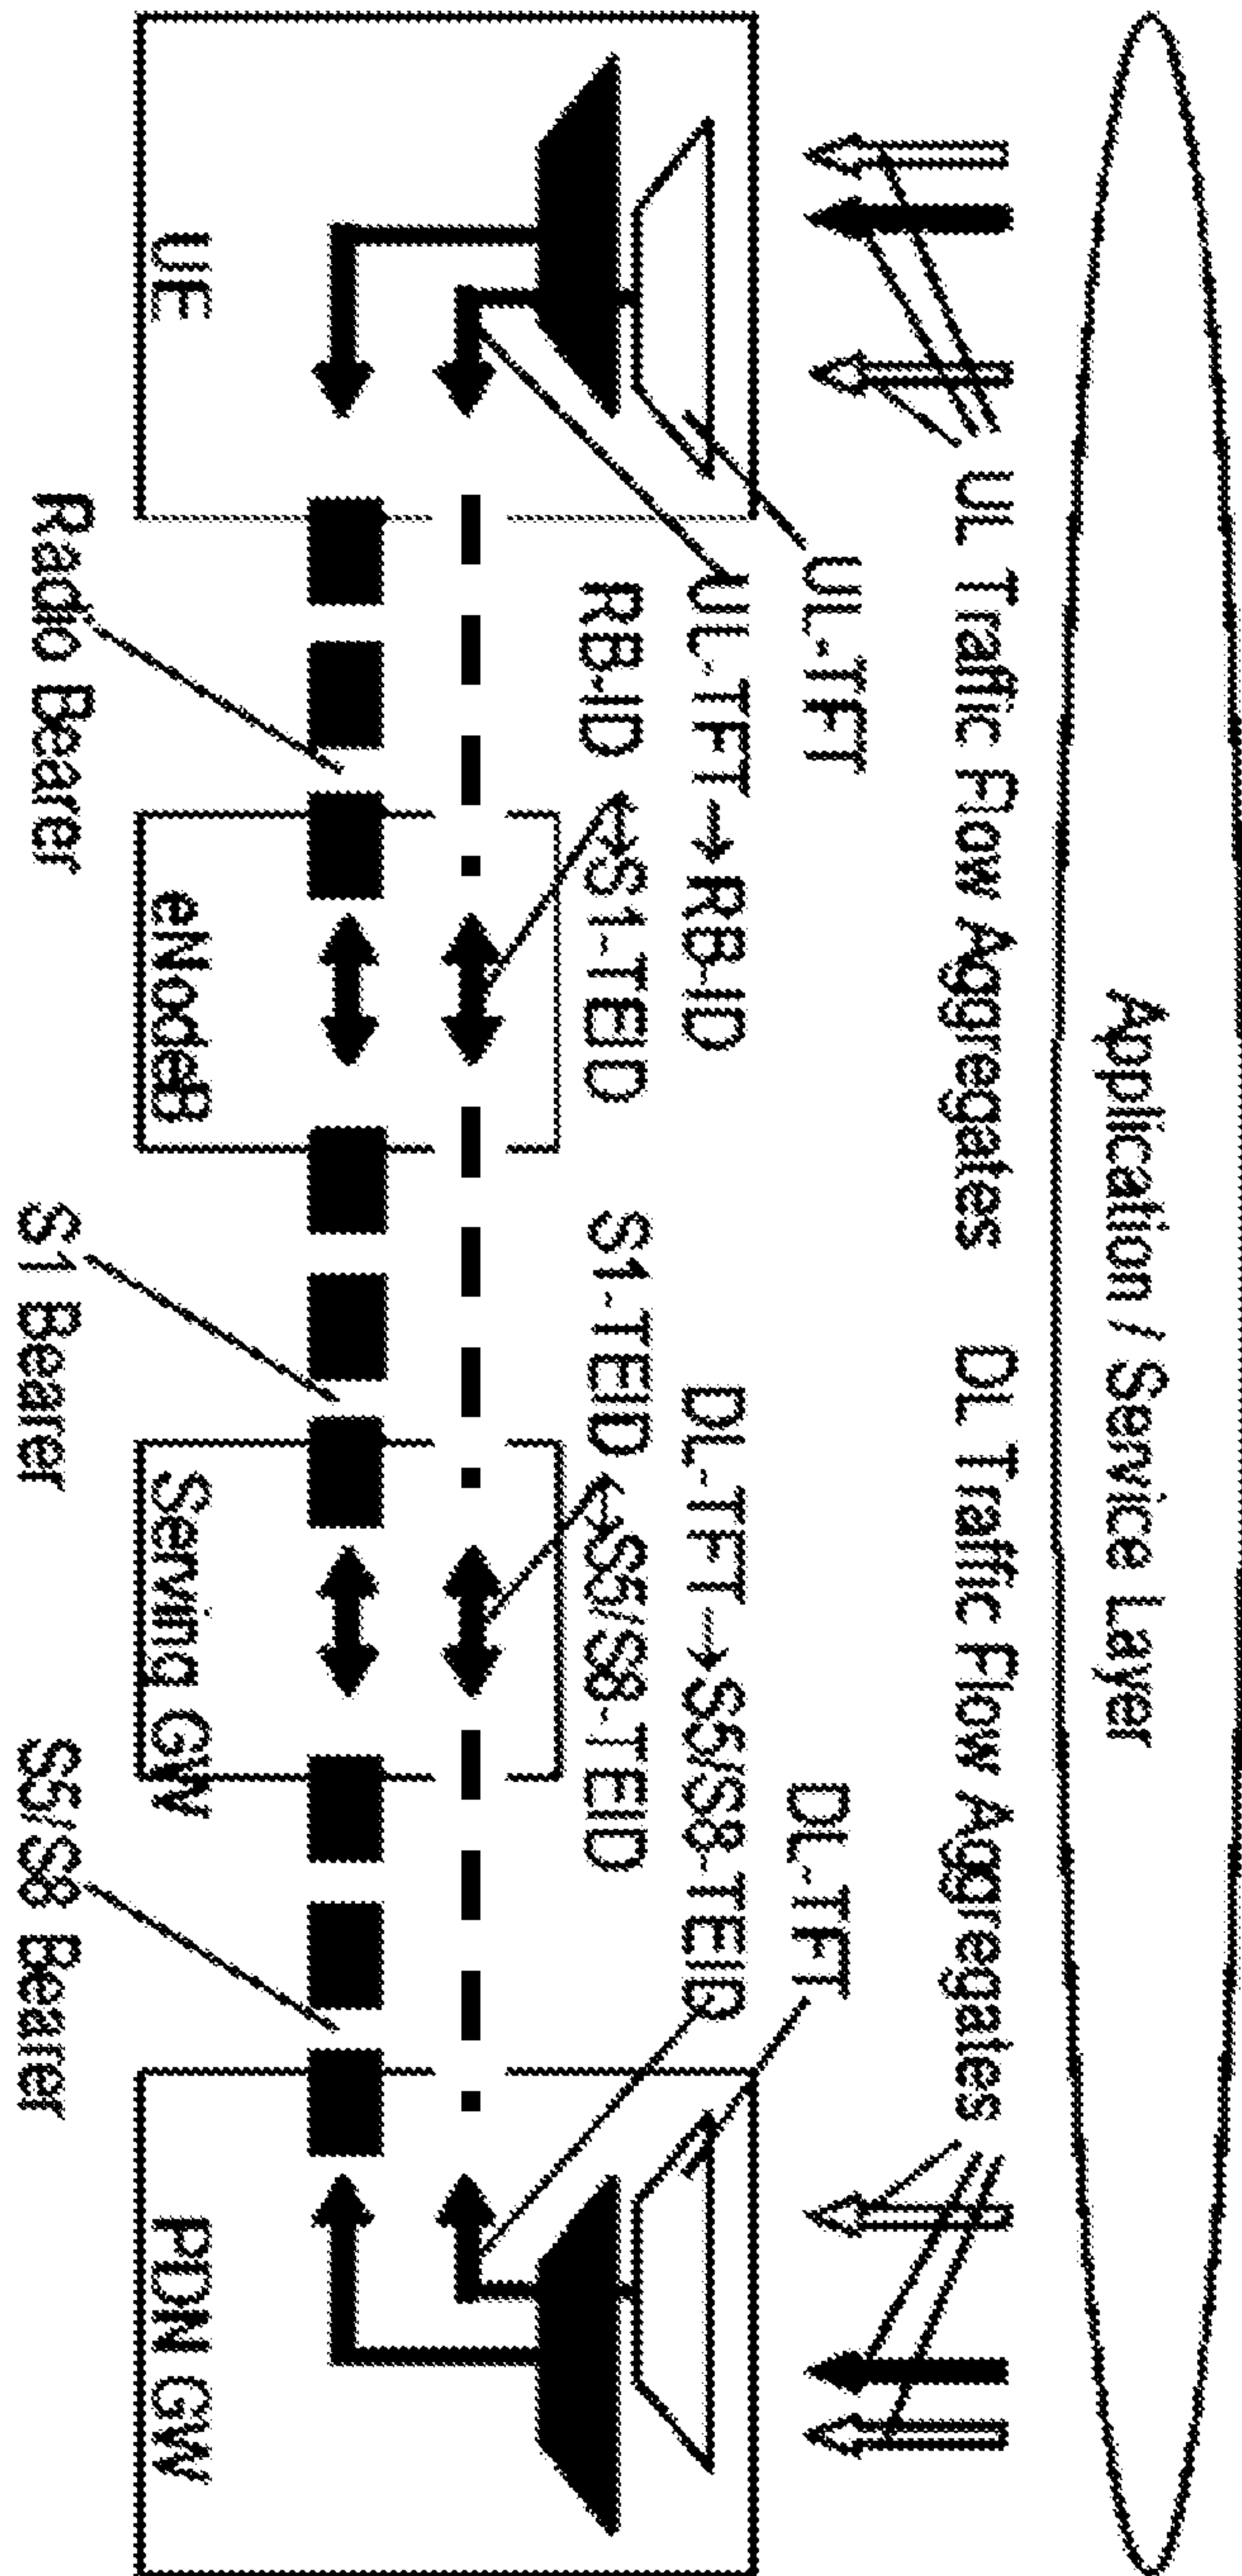 Application / Service Layer
UL Traffic Flow Aggregates
DL Traffic Flow Aggregates
UL-TFT
DL-TFT
UL-TFT→RB-ID
DL-TFT→S5/S8-TEID
RB-ID↔S1-TEID
S1-TEID↔S5/S8-TEID
UE
eNodeB
Serving GW
PDN GW
Radio Bearer
S1 Bearer
S5/S8 Bearer